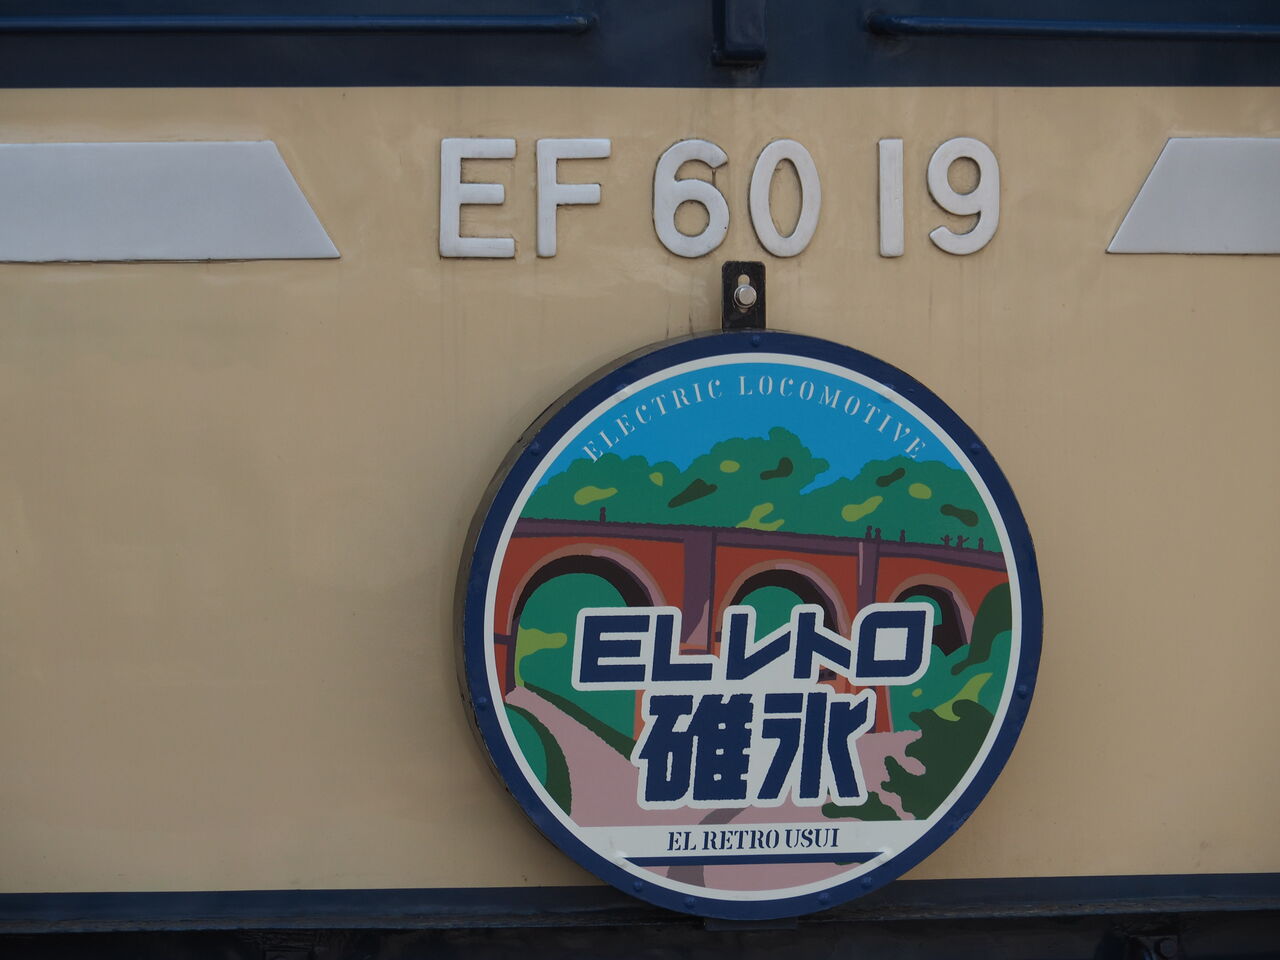 EF 60 19
ELECTRIC LOCOMOTIVE
ELレトロ
碓氷
EL RETRO USUI